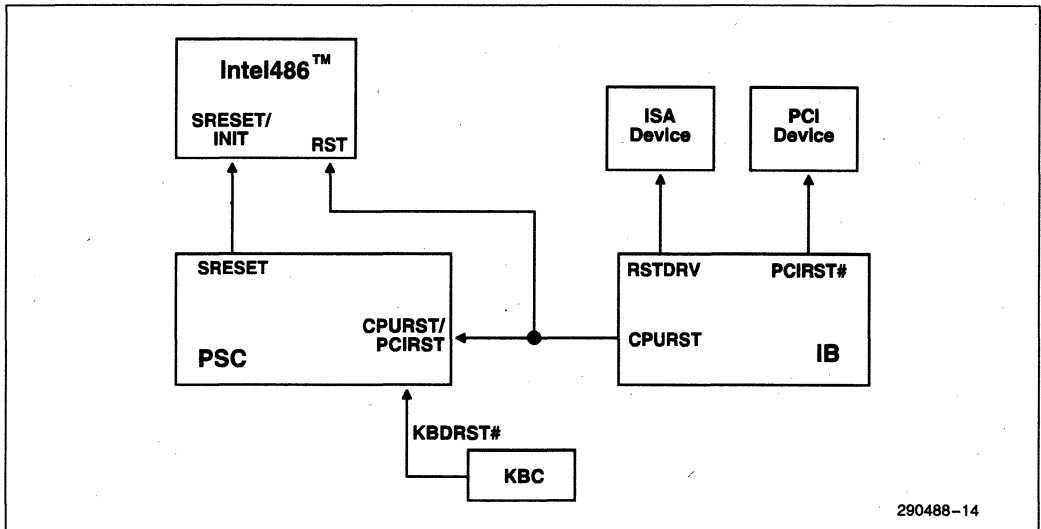 Intel486™
SRESET/
INIT
RST
ISA
Device
PCI
Device
SRESET
CPURST/
PCIRST
PSC
RSTDRV
PCIRST#
CPURST
IB
KBDRST#
KBC
290488–14